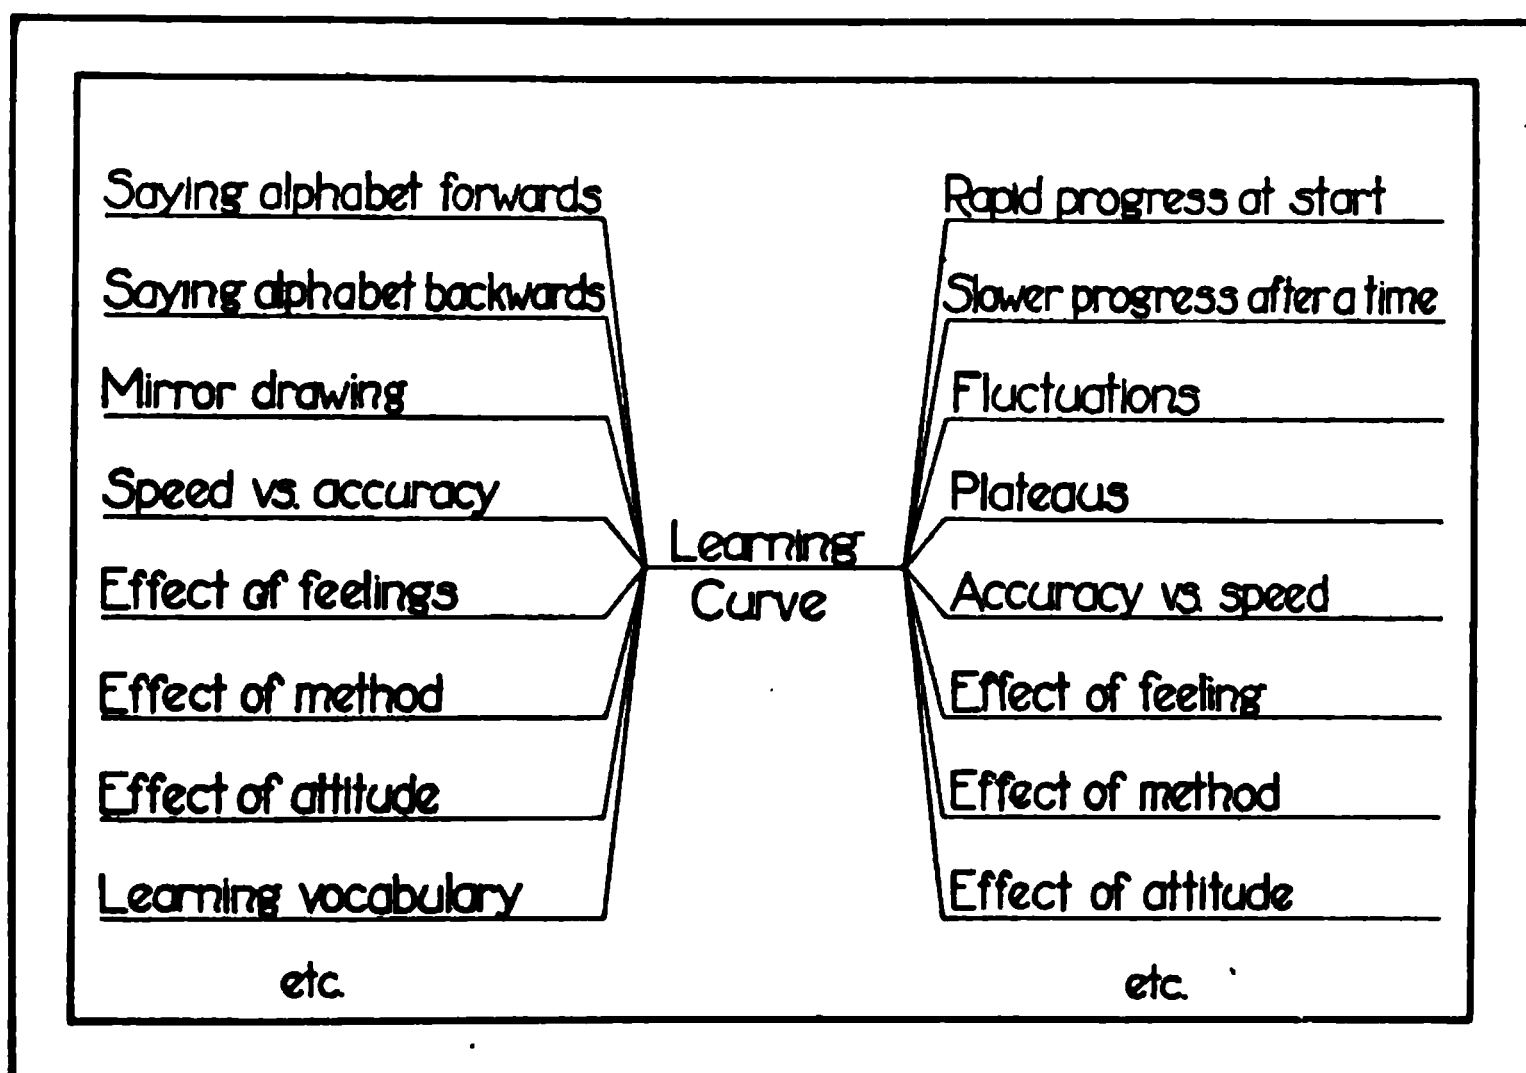 Saying alphabet forwards
Saying alphabet backwards
Mirror drawing
Speed vs. accuracy
Effect of feelings
Effect of method
Effect of attitude
Learning vocabulary
etc.
Learning
Curve
Rapid progress at start
Slower progress after a time
Fluctuations
Plateaus
Accuracy vs. speed
Effect of feeling
Effect of method
Effect of attitude
etc.